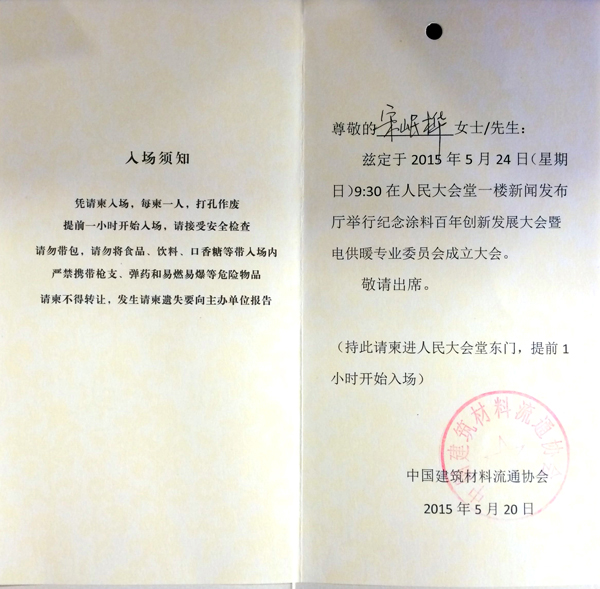 入场须知
凭请柬入场，每柬一人，打孔作废
提前一小时开始入场，请接受安全检查
请勿带包，请勿将食品、饮料、口香糖等带入场内
严禁携带枪支、弹药和易燃易爆等危险物品
请柬不得转让，发生请柬遗失要向主办单位报告
尊敬的宋岷桦女士/先生：
兹定于2015年5月24日（星期
日）9:30在人民大会堂一楼新闻发布
厅举行纪念涂料百年创新发展大会暨
电供暖专业委员会成立大会。
敬请出席。
（持此请柬进人民大会堂东门，提前1
小时开始入场）
中国建筑材料流通协会
中国建筑材料流通协会
2015年5月20日